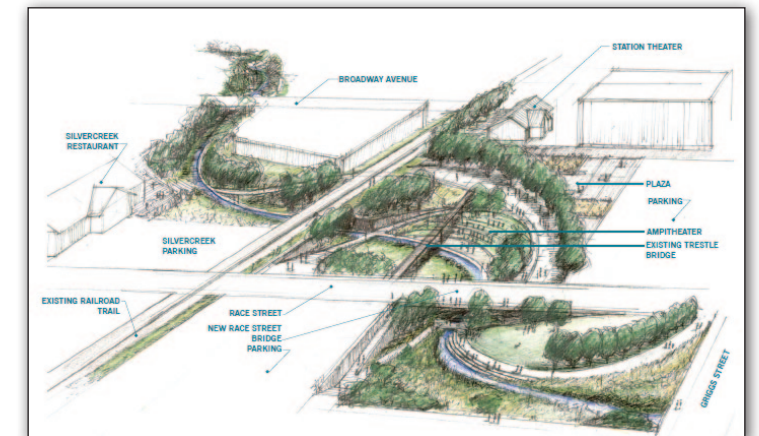 STATION THEATER
BROADWAY AVENUE
SILVERCREEK
RESTAURANT
PLAZA
PARKING
AMPITHEATER
EXISTING TRESTLE
BRIDGE
SILVERCREEK
PARKING
EXISTING RAILROAD
TRAIL
RACE STREET
NEW RACE STREET
BRIDGE
PARKING
GRIGGS STREET